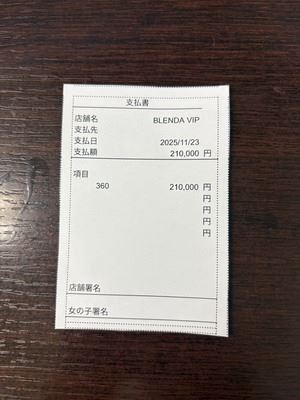 支払書
店舗名 BLENDA VIP
支払先
支払日 2025/11/23
支払額 210,000 円
項目
360 210,000 円
円
円
円
円
店舗署名
女の子署名